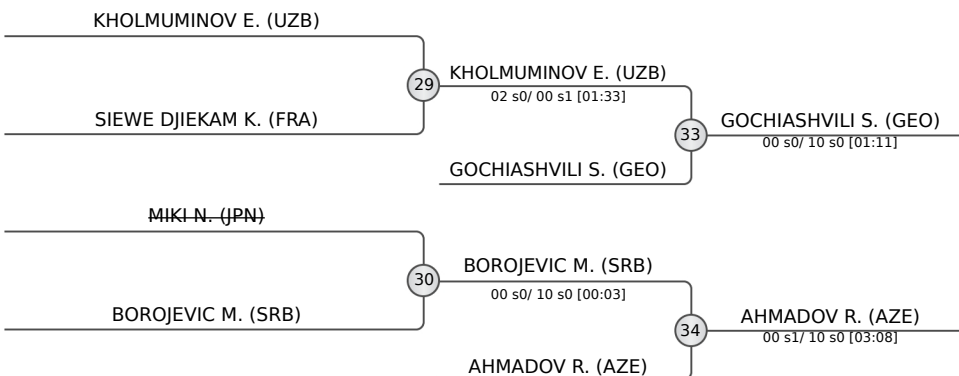 KHOLMUMINOV E. (UZB)
29
KHOLMUMINOV E. (UZB)
02 s0/ 00 s1 [01:33]
SIEWE DJIEKAM K. (FRA)
33
GOCHIASHVILI S. (GEO)
00 s0/ 10 s0 [01:11]
GOCHIASHVILI S. (GEO)
MIKI N. (JPN)
30
BOROJEVIC M. (SRB)
00 s0/ 10 s0 [00:03]
BOROJEVIC M. (SRB)
34
AHMADOV R. (AZE)
00 s1/ 10 s0 [03:08]
AHMADOV R. (AZE)